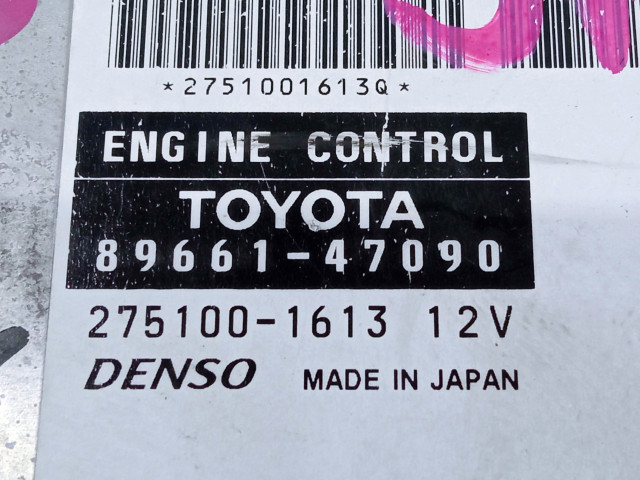 *2751001613Q*
ENGINE CONTROL
TOYOTA
89661-47090
275100-1613 12V
DENSO MADE IN JAPAN